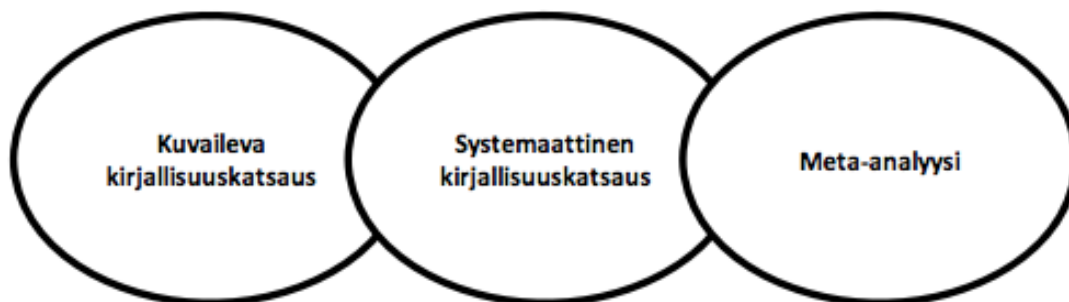 Kuvaileva
kirjallisuuskatsaus
Systemaattinen
kirjallisuuskatsaus
Meta-analyysi